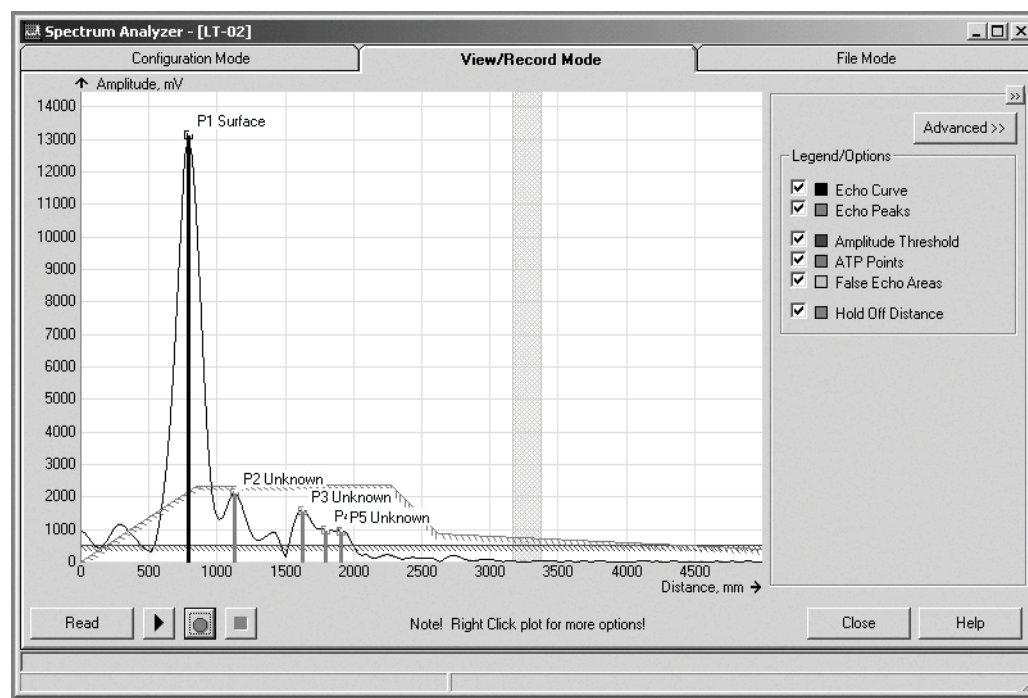 Spectrum Analyzer - [LT-02]
Configuration Mode
View/Record Mode
File Mode
Amplitude, mV
14000
13000
12000
11000
10000
9000
8000
7000
6000
5000
4000
3000
2000
1000
0
P1 Surface
P2 Unknown
P3 Unknown
P4
P5 Unknown
0 500 1000 1500 2000 2500 3000 3500 4000 4500
Distance, mm
>>
Advanced >>
Legend/Options
Echo Curve
Echo Peaks
Amplitude Threshold
ATP Points
False Echo Areas
Hold Off Distance
Read
Note! Right Click plot for more options!
Close
Help